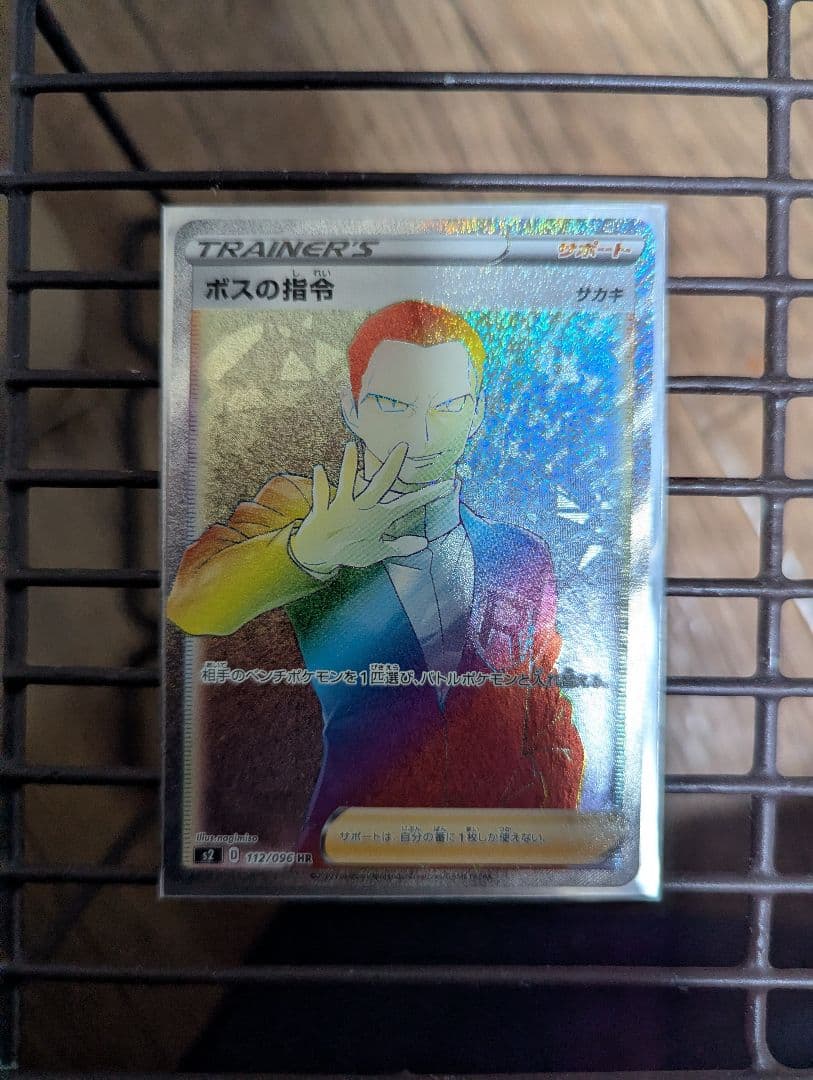 TRAINER'S サポート
ボスの指令 サカキ
相手のベンチポケモンを1匹選び、バトルポケモンと入れ替える。
サポートは、自分の番に1枚しか使えない。
illus.nagimiso
s2 D 112/096 HR